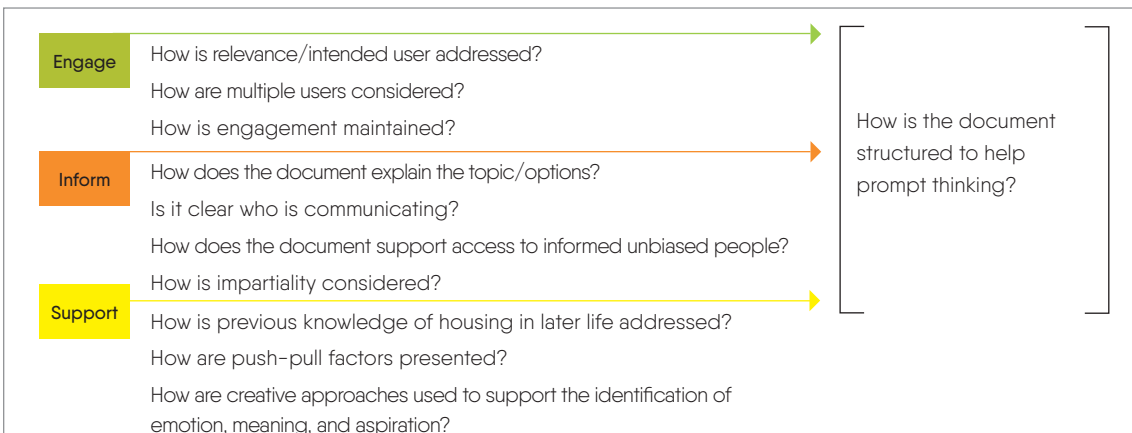 Engage
How is relevance/intended user addressed?
How are multiple users considered?
How is engagement maintained?
Inform
How does the document explain the topic/options?
Is it clear who is communicating?
How does the document support access to informed unbiased people?
How is impartiality considered?
Support
How is previous knowledge of housing in later life addressed?
How are push-pull factors presented?
How are creative approaches used to support the identification of
emotion, meaning, and aspiration?
How is the document
structured to help
prompt thinking?